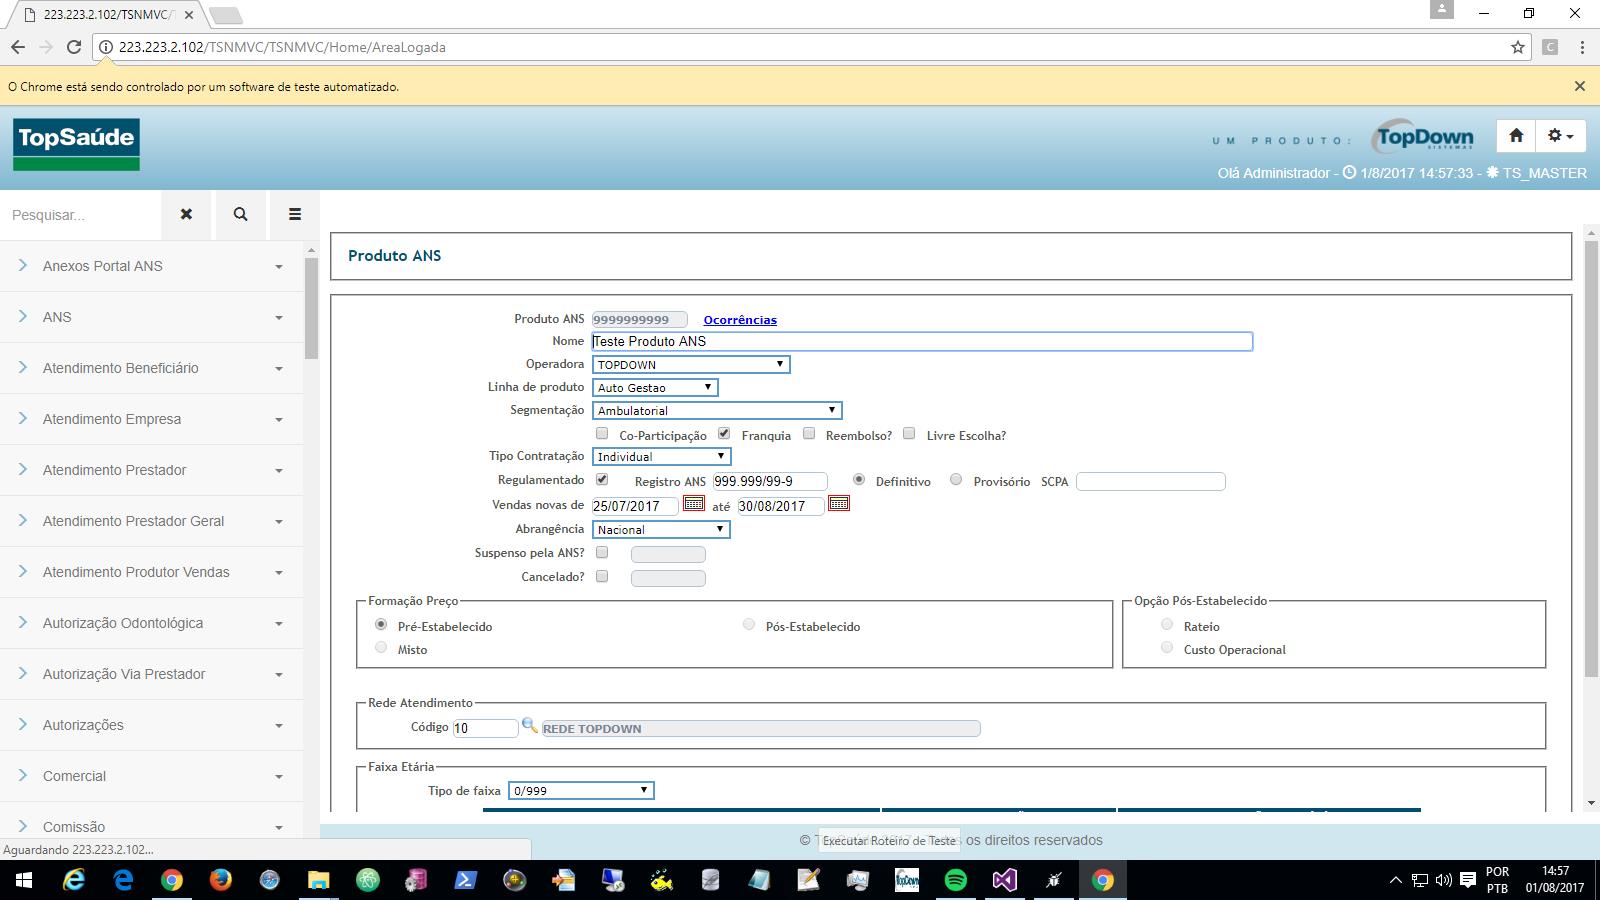 223.223.2.102/TSNMVC/
223.223.2.102/TSNMVC/TSNMVC/Home/AreaLogada
C
O Chrome está sendo controlado por um software de teste automatizado.
TopSaúde
UM PRODUTO:
TopDown
SISTEMAS
Olá Administrador - 1/8/2017 14:57:33 - TS_MASTER
Pesquisar...
Anexos Portal ANS
ANS
Atendimento Beneficiário
Atendimento Empresa
Atendimento Prestador
Atendimento Prestador Geral
Atendimento Produtor Vendas
Autorização Odontológica
Autorização Via Prestador
Autorizações
Comercial
Comissão
Produto ANS
Produto ANS 9999999999 Ocorrências
Nome Teste Produto ANS
Operadora TOPDOWN
Linha de produto Auto Gestao
Segmentação Ambulatorial
Co-Participação Franquia Reembolso? Livre Escolha?
Tipo Contratação Individual
Regulamentado Registro ANS 999.999/99-9 Definitivo Provisório SCPA
Vendas novas de 25/07/2017 até 30/08/2017
Abrangência Nacional
Suspenso pela ANS?
Cancelado?
Formação Preço
Pré-Estabelecido Pós-Estabelecido
Misto
Opção Pós-Estabelecido
Rateio
Custo Operacional
Rede Atendimento
Código 10 REDE TOPDOWN
Faixa Etária
Tipo de faixa 0/999
© os direitos reservados
Executar Roteiro de Teste
Aguardando 223.223.2.102...
TopDown
POR
PTB
14:57
01/08/2017